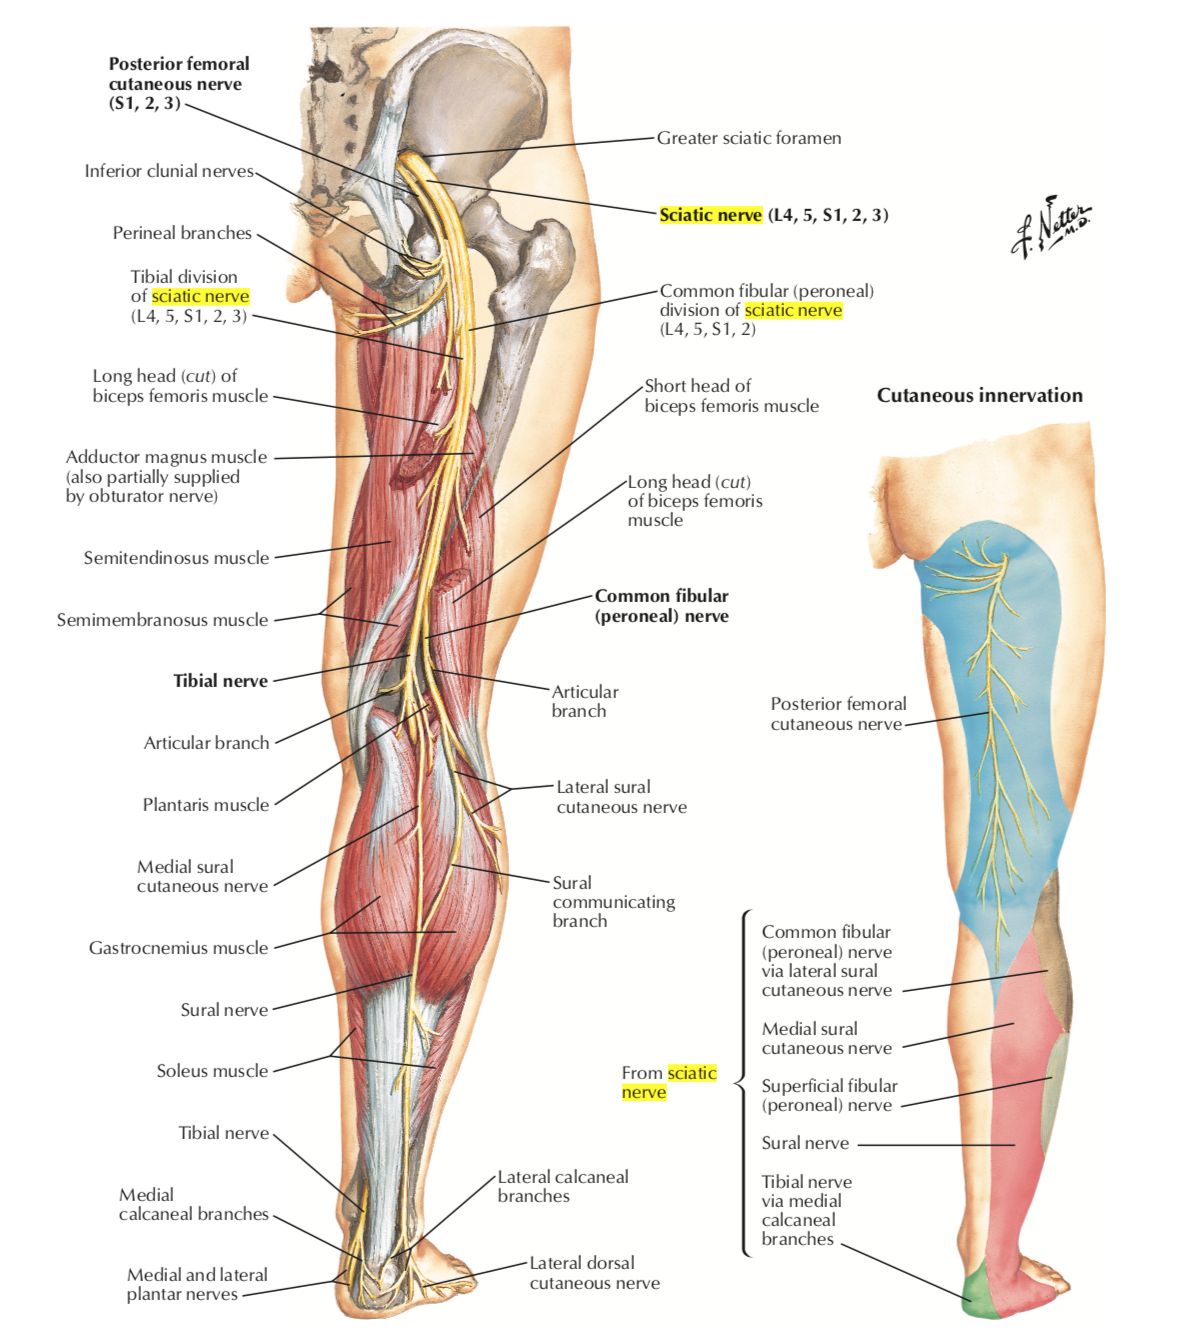 Posterior femoral
cutaneous nerve
(S1, 2, 3)
Inferior clunial nerves
Perineal branches
Tibial division
of sciatic nerve
(L4, 5, S1, 2, 3)
Long head (cut) of
biceps femoris muscle
Adductor magnus muscle
(also partially supplied
by obturator nerve)
Semitendinosus muscle
Semimembranosus muscle
Tibial nerve
Articular branch
Plantaris muscle
Medial sural
cutaneous nerve
Gastrocnemius muscle
Sural nerve
Soleus muscle
Tibial nerve
Medial
calcaneal branches
Medial and lateral
plantar nerves
Greater sciatic foramen
Sciatic nerve (L4, 5, S1, 2, 3)
Common fibular (peroneal)
division of sciatic nerve
(L4, 5, S1, 2)
Short head of
biceps femoris muscle
Long head (cut)
of biceps femoris
muscle
Common fibular
(peroneal) nerve
Articular
branch
Lateral sural
cutaneous nerve
Sural
communicating
branch
Lateral calcaneal
branches
Lateral dorsal
cutaneous nerve
F. Netter
M.D.
Cutaneous innervation
Posterior femoral
cutaneous nerve
From sciatic
nerve
Common fibular
(peroneal) nerve
via lateral sural
cutaneous nerve
Medial sural
cutaneous nerve
Superficial fibular
(peroneal) nerve
Sural nerve
Tibial nerve
via medial
calcaneal
branches